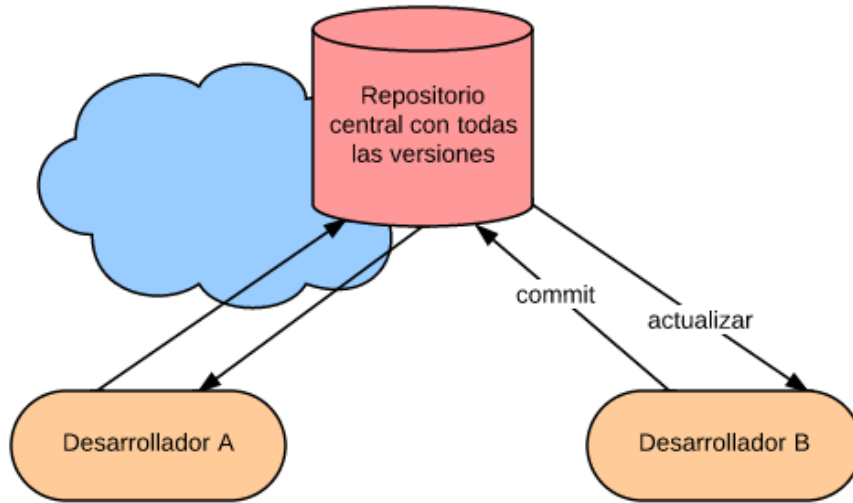 Repositorio
central con todas
las versiones
commit
actualizar
Desarrollador A
Desarrollador B